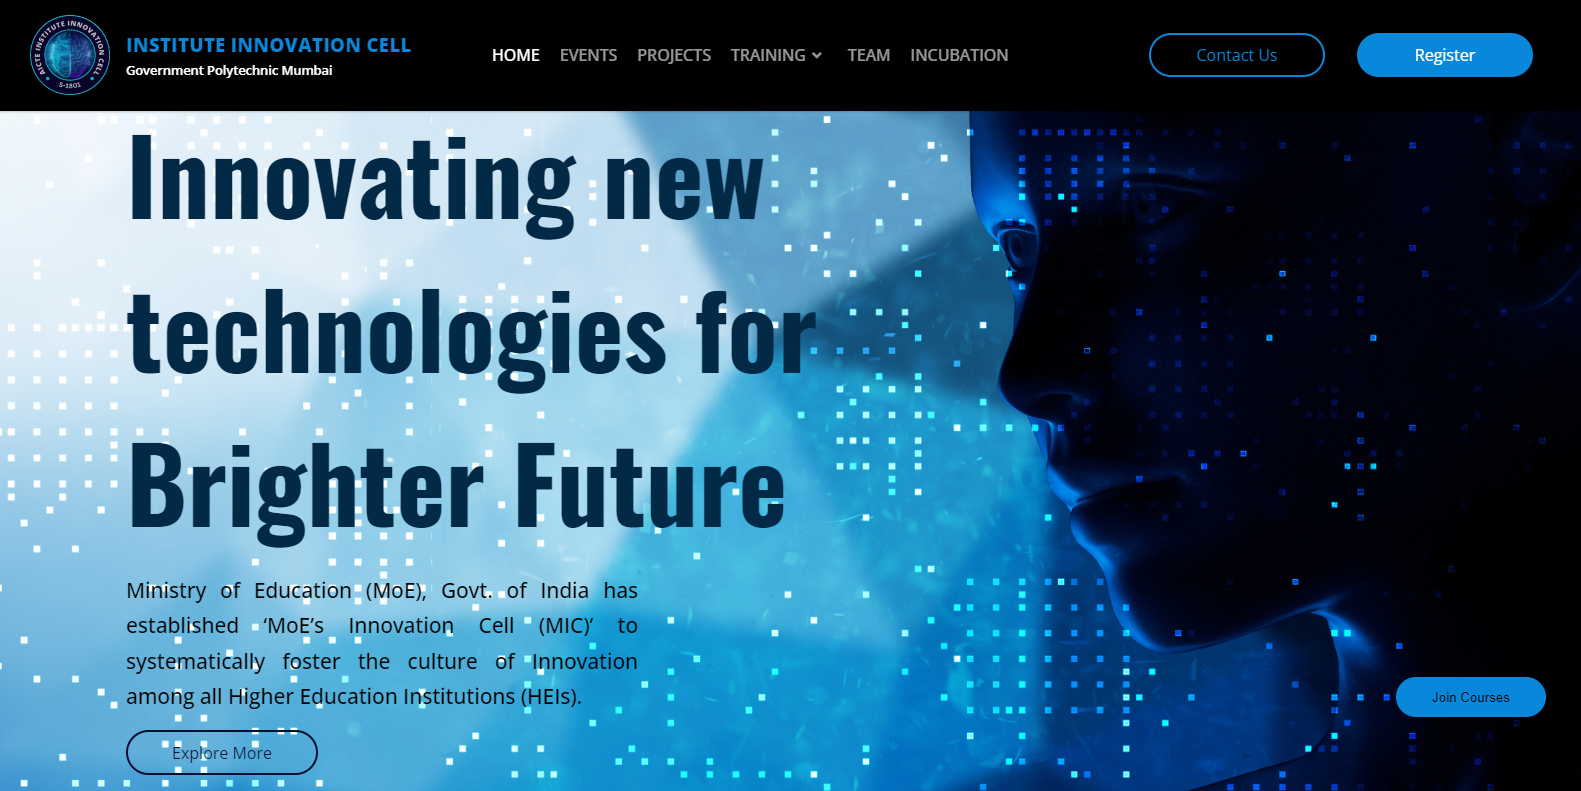 AICTE INSTITUTE INNOVATION CELL
S-1801
INSTITUTE INNOVATION CELL
Government Polytechnic Mumbai
HOME EVENTS PROJECTS TRAINING TEAM INCUBATION
Contact Us
Register
Innovating new
technologies for
Brighter Future
Ministry of Education (MoE), Govt. of India has
established ‘MoE’s Innovation Cell (MIC)’ to
systematically foster the culture of Innovation
among all Higher Education Institutions (HEIs).
Explore More
Join Courses